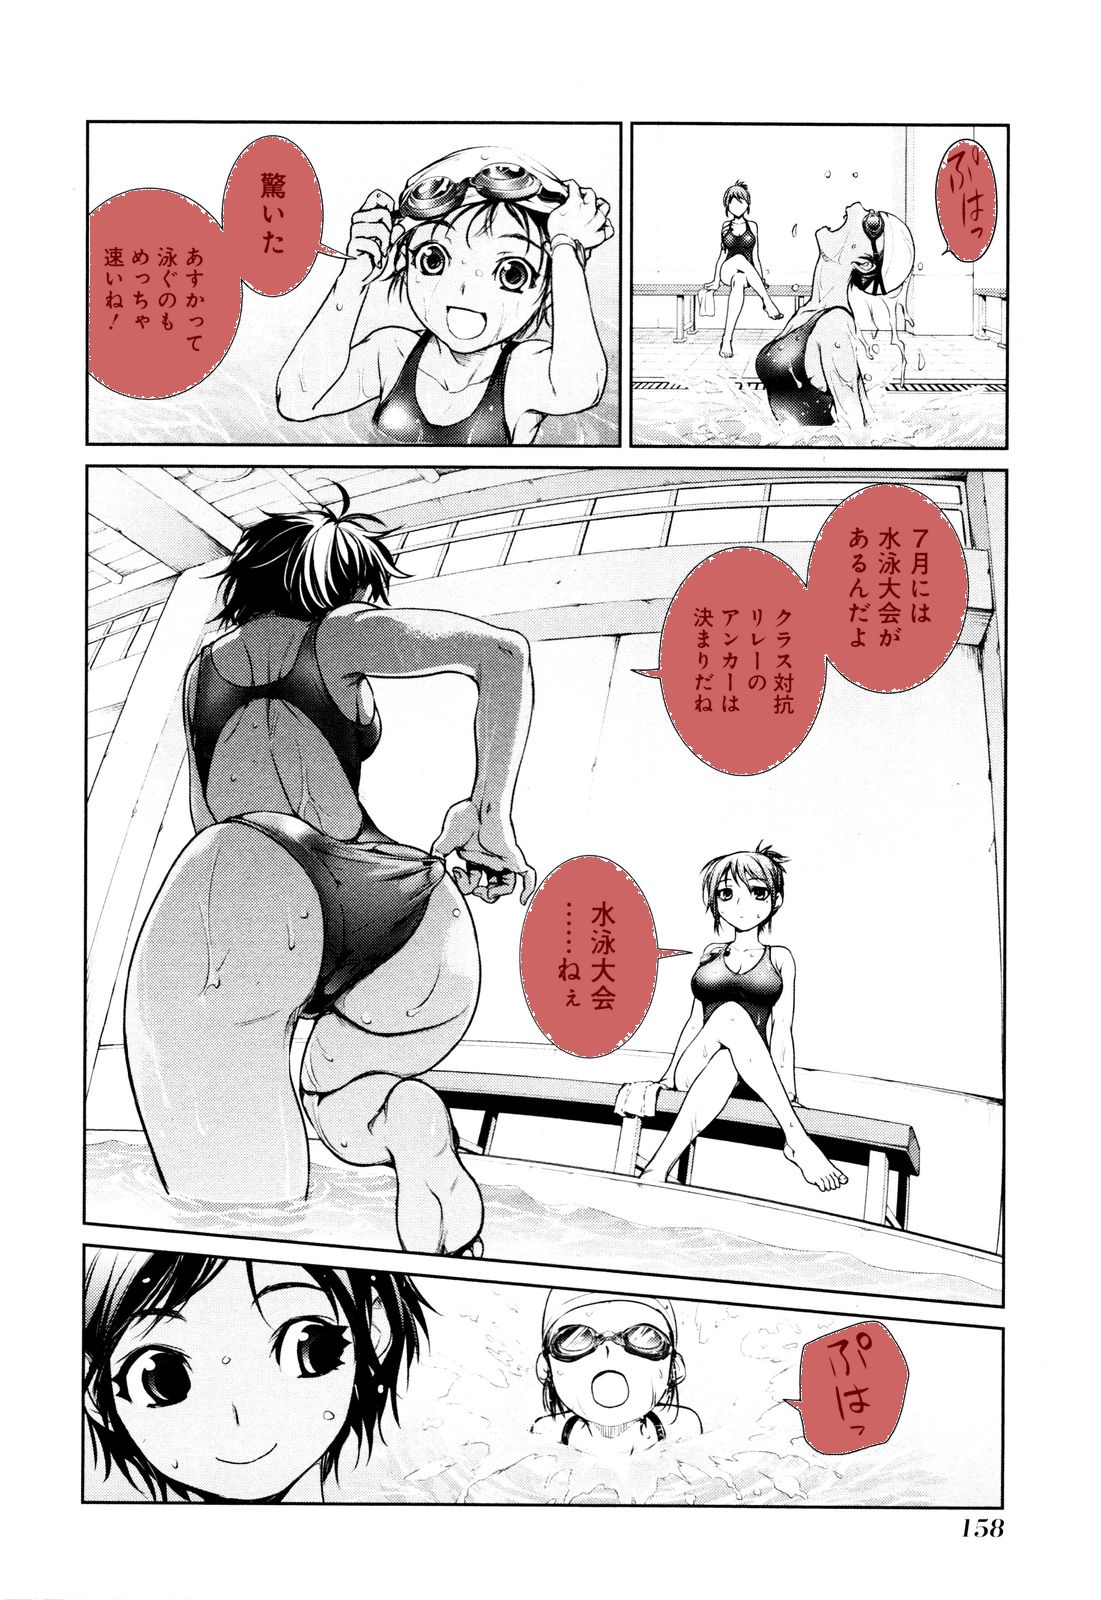 ぷはっ
驚いた
あすかって
泳ぐのも
めっちゃ
速いね！
7月には
水泳大会が
あるんだよ
クラス対抗
リレーの
アンカーは
決まりだね
水泳大会
……ねぇ
ぷはっ
158